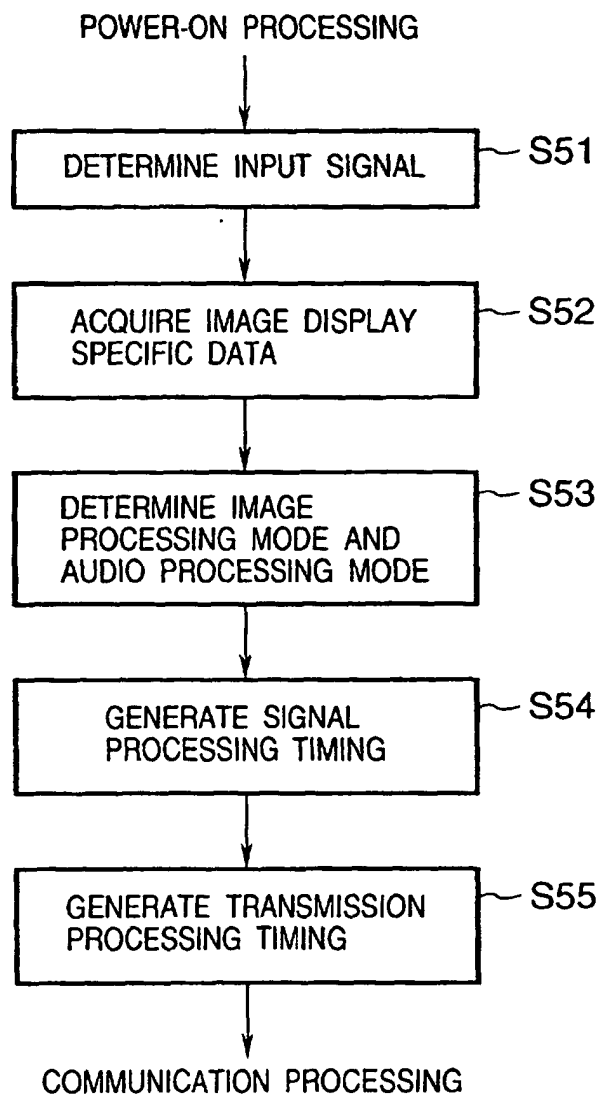 POWER-ON PROCESSING
DETERMINE INPUT SIGNAL
S51
ACQUIRE IMAGE DISPLAY
SPECIFIC DATA
S52
DETERMINE IMAGE
PROCESSING MODE AND
AUDIO PROCESSING MODE
S53
GENERATE SIGNAL
PROCESSING TIMING
S54
GENERATE TRANSMISSION
PROCESSING TIMING
S55
COMMUNICATION PROCESSING